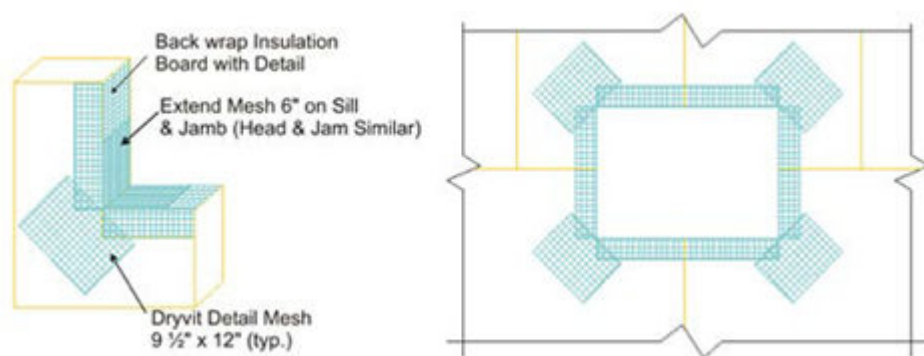 Back wrap Insulation
Board with Detail
Extend Mesh 6" on Sill
& Jamb (Head & Jam Similar)
Dryvit Detail Mesh
9 ½" x 12" (typ.)